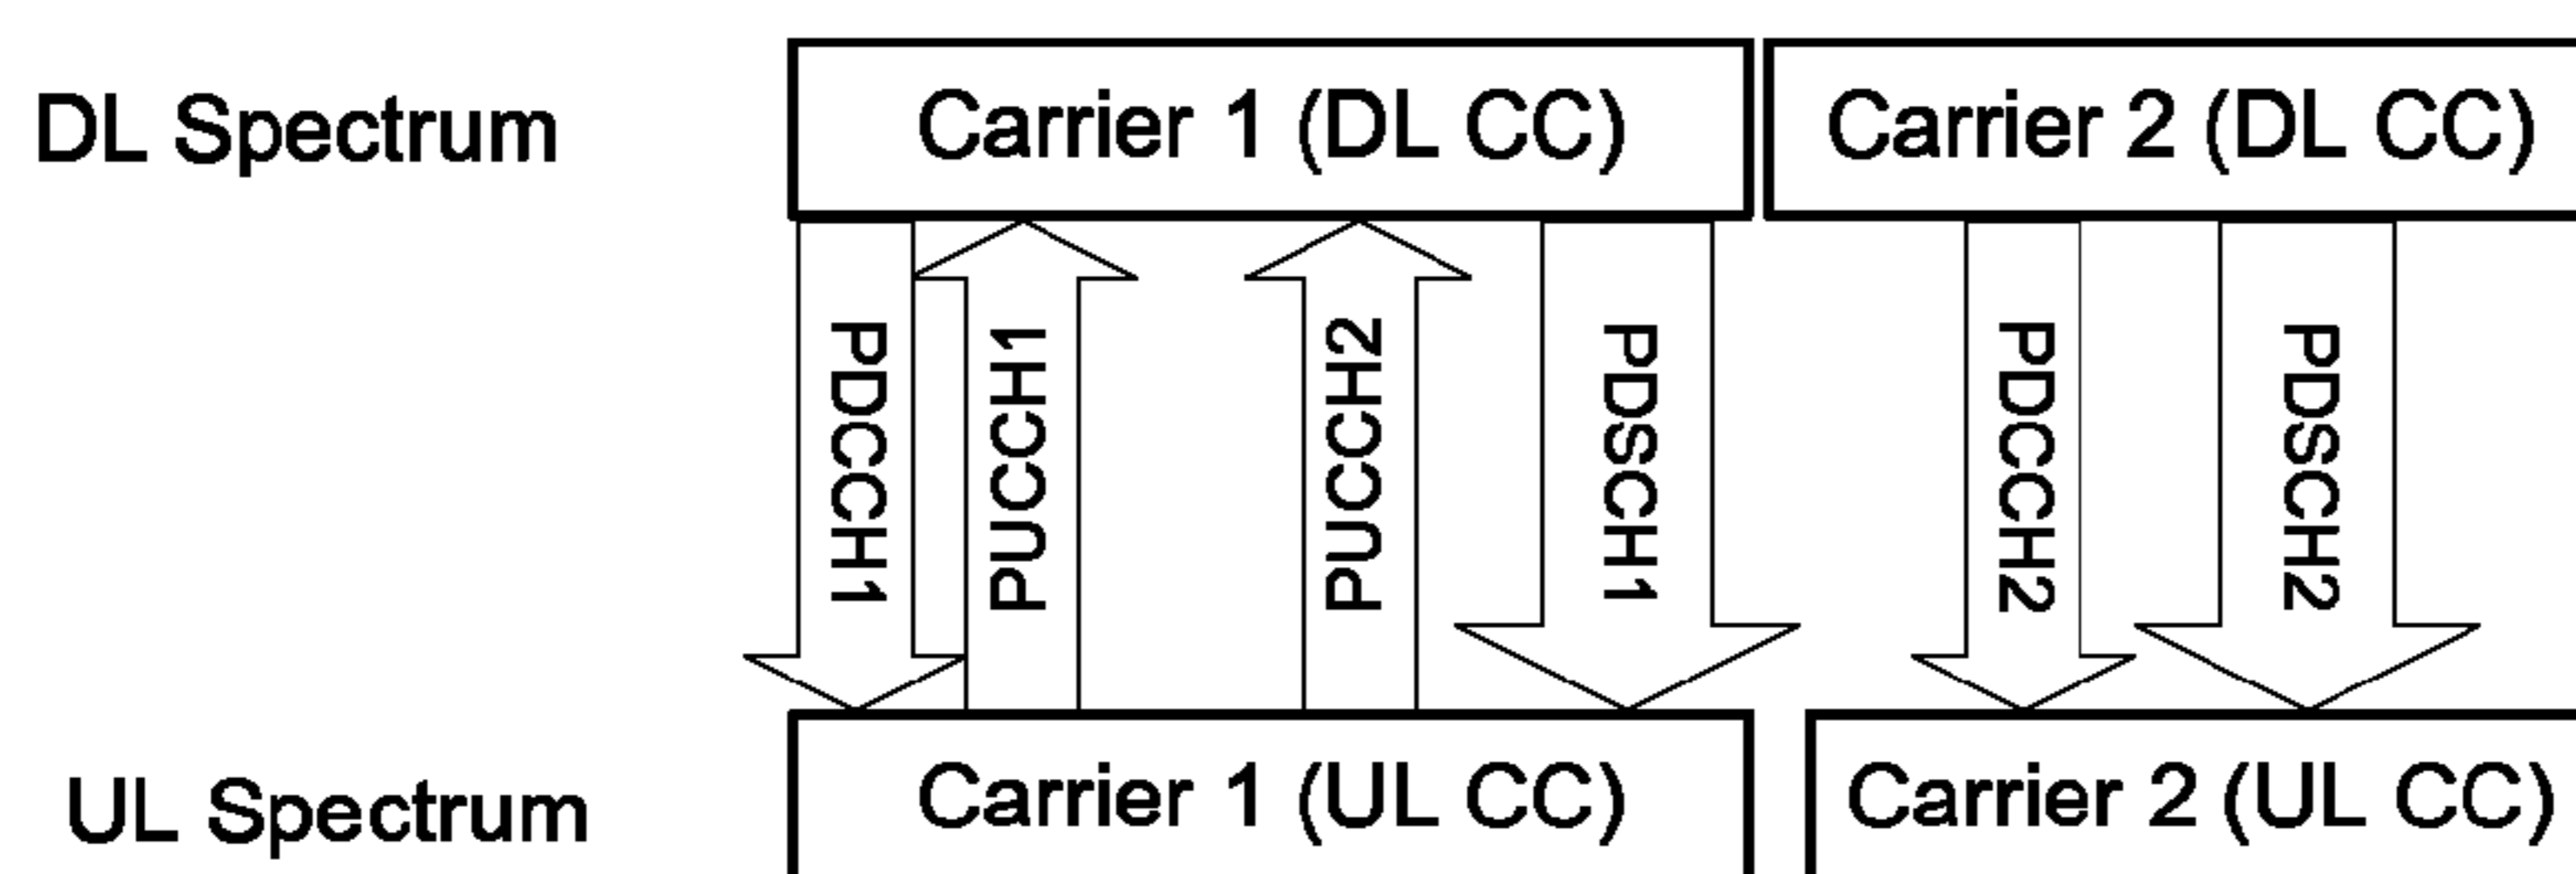 DL Spectrum
Carrier 1 (DL CC)
Carrier 2 (DL CC)
PDCCH1
PUCCH1
PUCCH2
PDSCH1
PDCCH2
PDSCH2
UL Spectrum
Carrier 1 (UL CC)
Carrier 2 (UL CC)